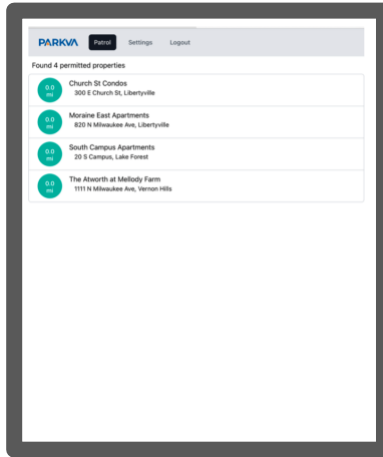 PARKVA Patrol Settings Logout
Found 4 permitted properties
0.0 mi
Church St Condos
300 E Church St, Libertyville
0.0 mi
Moraine East Apartments
820 N Milwaukee Ave, Libertyville
0.0 mi
South Campus Apartments
20 S Campus, Lake Forest
0.0 mi
The Atworth at Mellody Farm
1111 N Milwaukee Ave, Vernon Hills